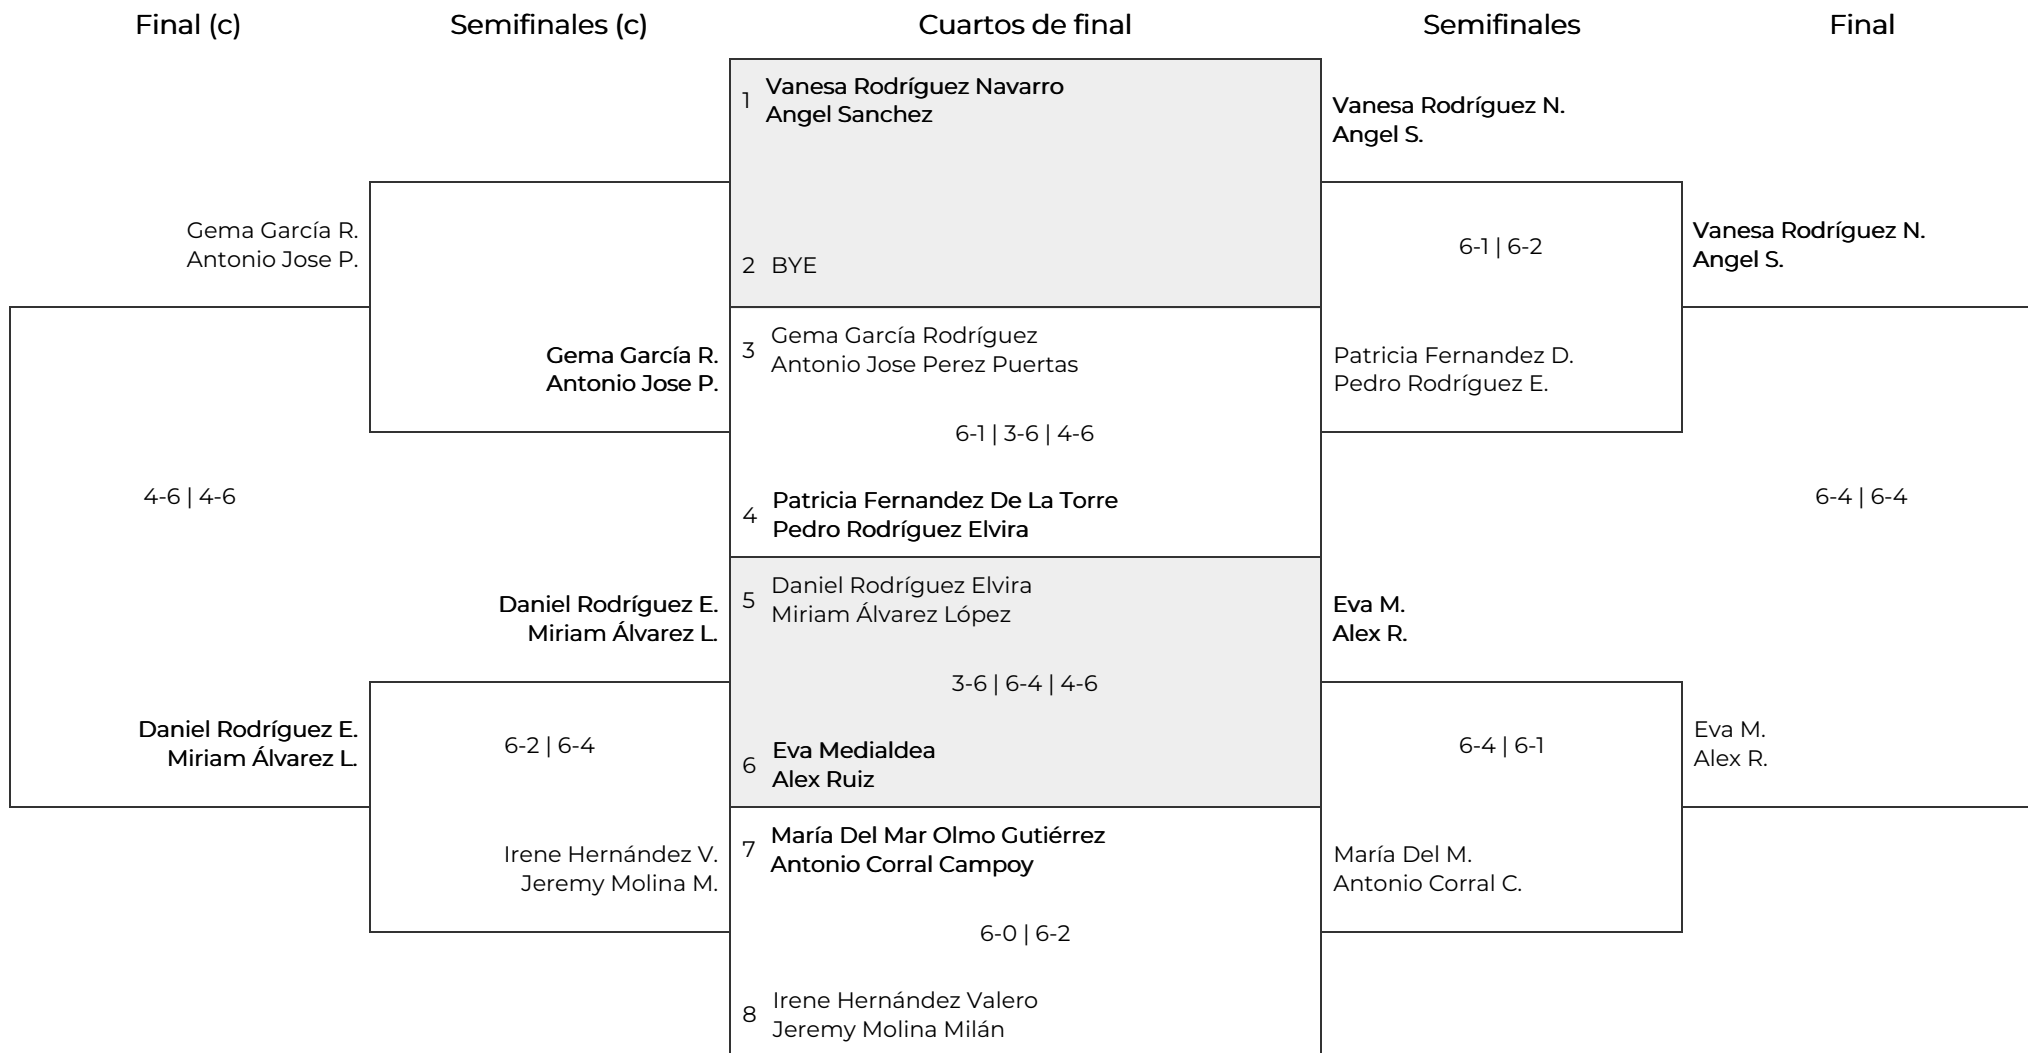 Final (c)
Semifinales (c)
Cuartos de final
Semifinales
Final
Gema García R.
Antonio Jose P.
4-6 | 4-6
Daniel Rodríguez E.
Miriam Álvarez L.
Gema García R.
Antonio Jose P.
Daniel Rodríguez E.
Miriam Álvarez L.
6-2 | 6-4
Irene Hernández V.
Jeremy Molina M.
1 Vanesa Rodríguez Navarro
Angel Sanchez
2 BYE
3 Gema García Rodríguez
Antonio Jose Perez Puertas
6-1 | 3-6 | 4-6
4 Patricia Fernandez De La Torre
Pedro Rodríguez Elvira
5 Daniel Rodríguez Elvira
Miriam Álvarez López
3-6 | 6-4 | 4-6
6 Eva Medialdea
Alex Ruiz
7 María Del Mar Olmo Gutiérrez
Antonio Corral Campoy
6-0 | 6-2
8 Irene Hernández Valero
Jeremy Molina Milán
Vanesa Rodríguez N.
Angel S.
6-1 | 6-2
Patricia Fernandez D.
Pedro Rodríguez E.
Eva M.
Alex R.
6-4 | 6-1
María Del M.
Antonio Corral C.
Vanesa Rodríguez N.
Angel S.
6-4 | 6-4
Eva M.
Alex R.